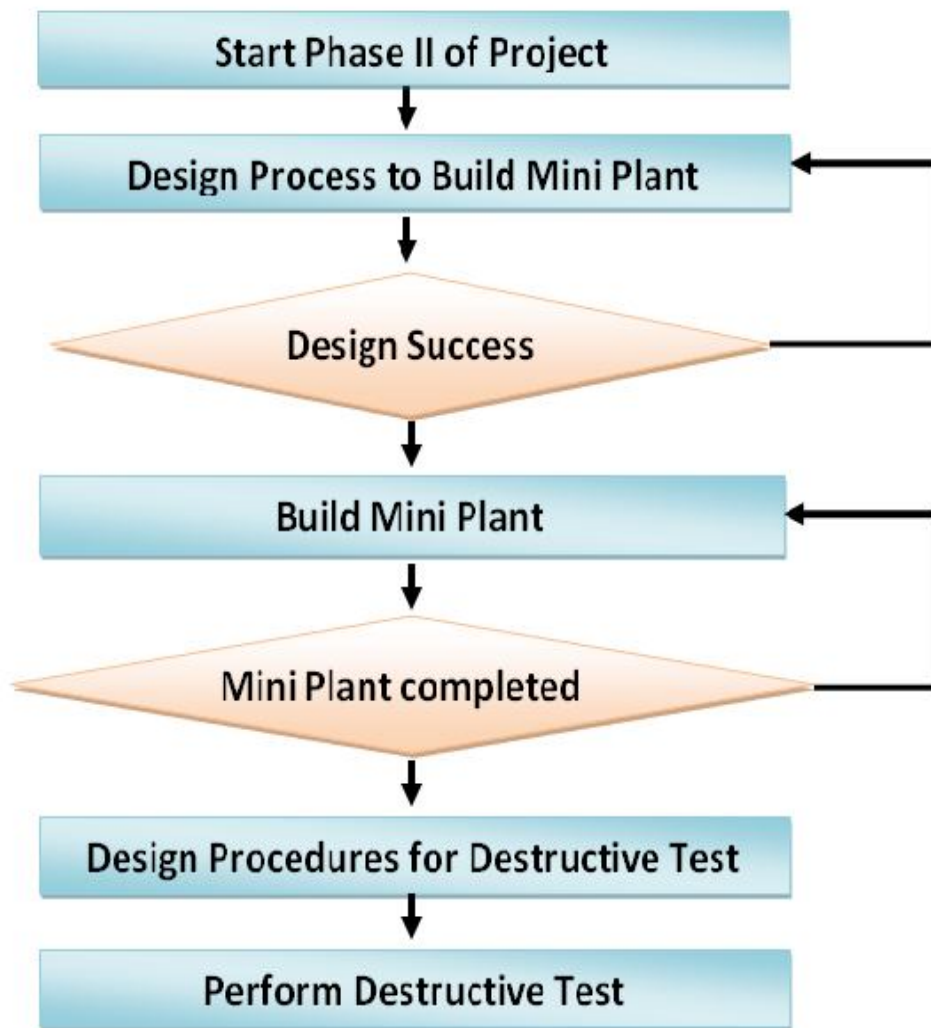 Start Phase II of Project
Design Process to Build Mini Plant
Design Success
Build Mini Plant
Mini Plant completed
Design Procedures for Destructive Test
Perform Destructive Test